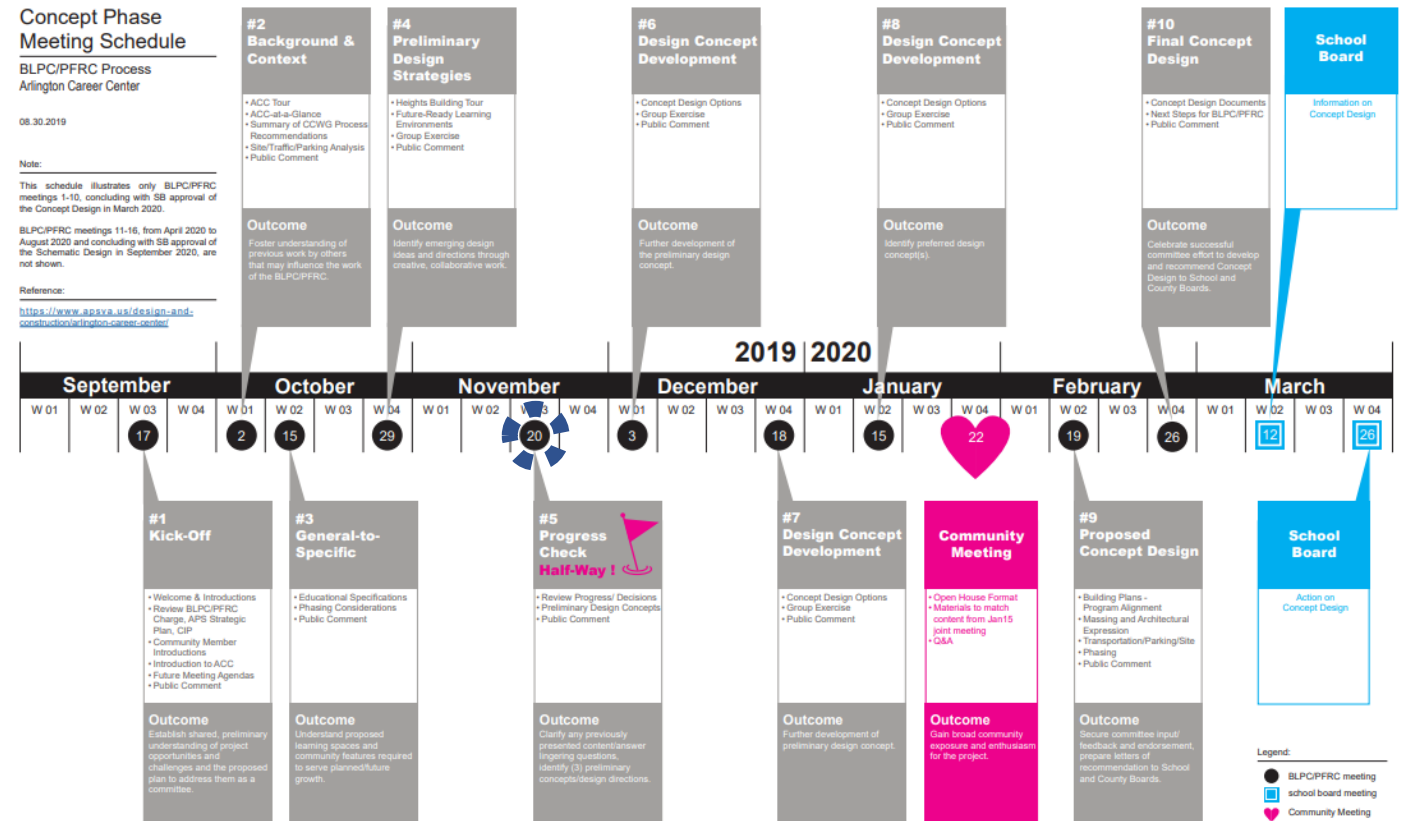 Concept Phase
Meeting Schedule
BLPC/PFRC Process
Arlington Career Center
08.30.2019
Note:
This schedule illustrates only BLPC/PFRC
meetings 1-10, concluding with SB approval of
the Concept Design in March 2020.
BLPC/PFRC meetings 11-16, from April 2020 to
August 2020 and concluding with SB approval of
the Schematic Design in September 2020, are
not shown.
Reference:
https://www.apsva.us/design-and-
construction/arlington-career-center/
#2
Background &
Context
• ACC Tour
• ACC-at-a-Glance
• Summary of CCWG Process
Recommendations
• Site/Traffic/Parking Analysis
• Public Comment
Outcome
Foster understanding of
previous work by others
that may influence the work
of the BLPC/PFRC.
#4
Preliminary
Design
Strategies
• Heights Building Tour
• Future-Ready Learning
Environments
• Group Exercise
• Public Comment
Outcome
Identify emerging design
ideas and directions through
creative, collaborative work.
#6
Design Concept
Development
• Concept Design Options
• Group Exercise
• Public Comment
Outcome
Further development of
the preliminary design
concept.
#8
Design Concept
Development
• Concept Design Options
• Group Exercise
• Public Comment
Outcome
Identify preferred design
concept(s).
#10
Final Concept
Design
• Concept Design Documents
• Next Steps for BLPC/PFRC
• Public Comment
Outcome
Celebrate successful
committee effort to develop
and recommend Concept
Design to School and
County Boards.
School
Board
Information on
Concept Design
2019 2020
September October November December January February March
W 01 W 02 W 03 W 04 W 01 W 02 W 03 W 04 W 01 W 02 W 03 W 04 W 01 W 02 W 03 W 04 W 01 W 02 W 03 W 04 W 01 W 02 W 03 W 04 W 01 W 02 W 03 W 04
17 2 15 29 20 3 18 15 22 19 26 12 26
#1
Kick-Off
• Welcome & Introductions
• Review BLPC/PFRC
Charge, APS Strategic
Plan, CIP
• Community Member
Introductions
• Introduction to ACC
• Future Meeting Agendas
• Public Comment
Outcome
Establish shared, preliminary
understanding of project
opportunities and
challenges and the proposed
plan to address them as a
committee.
#3
General-to-
Specific
• Educational Specifications
• Phasing Considerations
• Public Comment
Outcome
Understand proposed
learning spaces and
community features required
to serve planned/future
growth.
#5
Progress
Check
Half-Way !
• Review Progress/ Decisions
• Preliminary Design Concepts
• Public Comment
Outcome
Clarify any previously
presented content/answer
lingering questions,
identify (3) preliminary
concepts/design directions.
#7
Design Concept
Development
• Concept Design Options
• Group Exercise
• Public Comment
Outcome
Further development of
preliminary design concept.
Community
Meeting
• Open House Format
• Materials to match
content from Jan15
joint meeting
• Q&A
Outcome
Gain broad community
exposure and enthusiasm
for the project.
#9
Proposed
Concept Design
• Building Plans -
Program Alignment
• Massing and Architectural
Expression
• Transportation/Parking/Site
• Phasing
• Public Comment
Outcome
Secure committee input/
feedback and endorsement,
prepare letters of
recommendation to School
and County Boards.
School
Board
Action on
Concept Design
Legend:
BLPC/PFRC meeting
school board meeting
Community Meeting